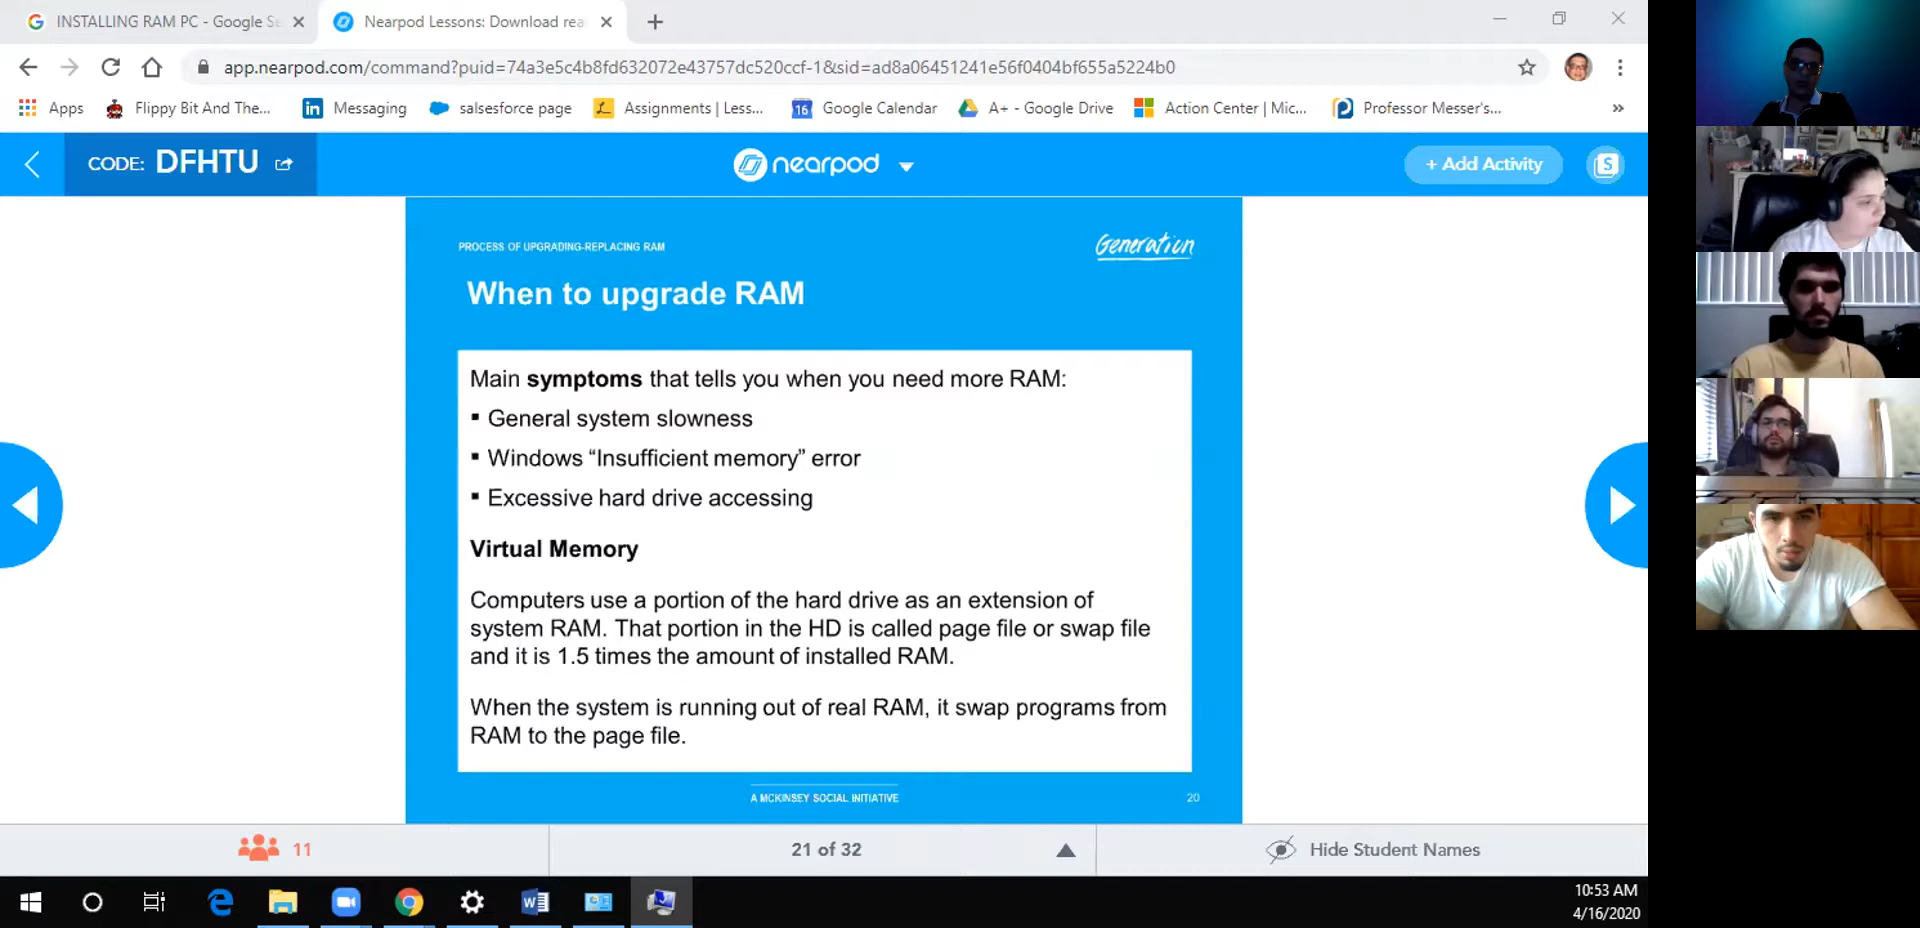 INSTALLING RAM PC - Google Se
Nearpod Lessons: Download rea
app.nearpod.com/command?puid=74a3e5c4b8fd632072e43757dc520ccf-1&sid=ad8a06451241e56f0404bf655a5224b0
Apps
Flippy Bit And The...
Messaging
salsesforce page
Assignments | Less...
16
Google Calendar
A+ - Google Drive
Action Center | Mic...
Professor Messer's...
CODE: DFHTU
nearpod
+ Add Activity
S
PROCESS OF UPGRADING-REPLACING RAM
Generation
When to upgrade RAM
Main symptoms that tells you when you need more RAM:
▪ General system slowness
▪ Windows “Insufficient memory” error
▪ Excessive hard drive accessing
Virtual Memory
Computers use a portion of the hard drive as an extension of
system RAM. That portion in the HD is called page file or swap file
and it is 1.5 times the amount of installed RAM.
When the system is running out of real RAM, it swap programs from
RAM to the page file.
A MCKINSEY SOCIAL INITIATIVE
20
11
21 of 32
Hide Student Names
10:53 AM
4/16/2020